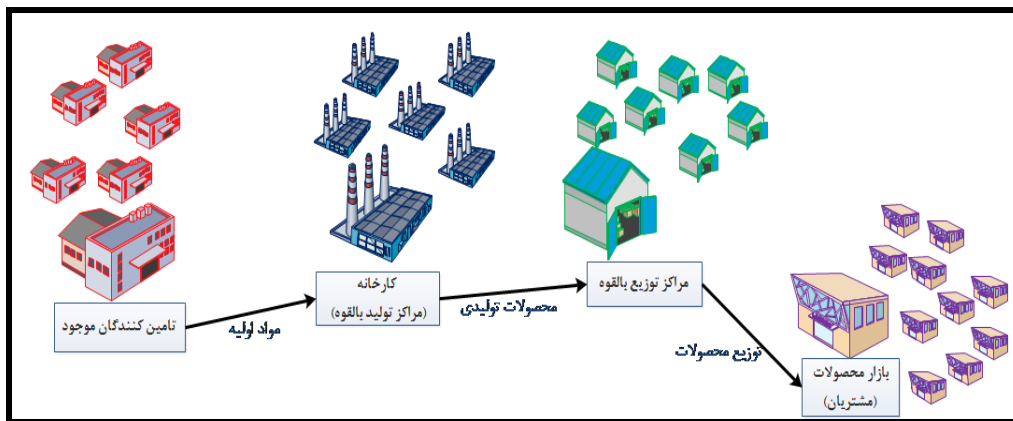 تامین کنندگان موجود
مواد اولیه
کارخانه
(مراکز تولید بالقوه)
محصولات تولیدی
مراکز توزیع بالقوه
توزیع محصولات
بازار محصولات
(مشتریان)